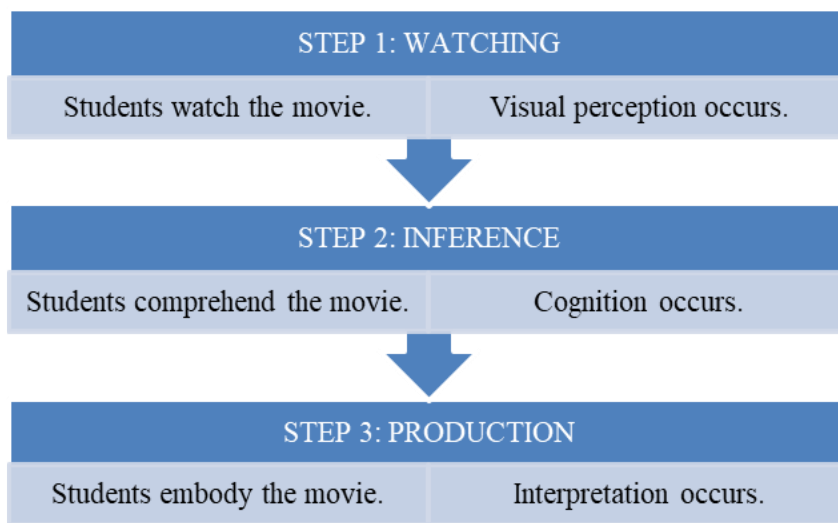 STEP 1: WATCHING
Students watch the movie.
Visual perception occurs.
STEP 2: INFERENCE
Students comprehend the movie.
Cognition occurs.
STEP 3: PRODUCTION
Students embody the movie.
Interpretation occurs.